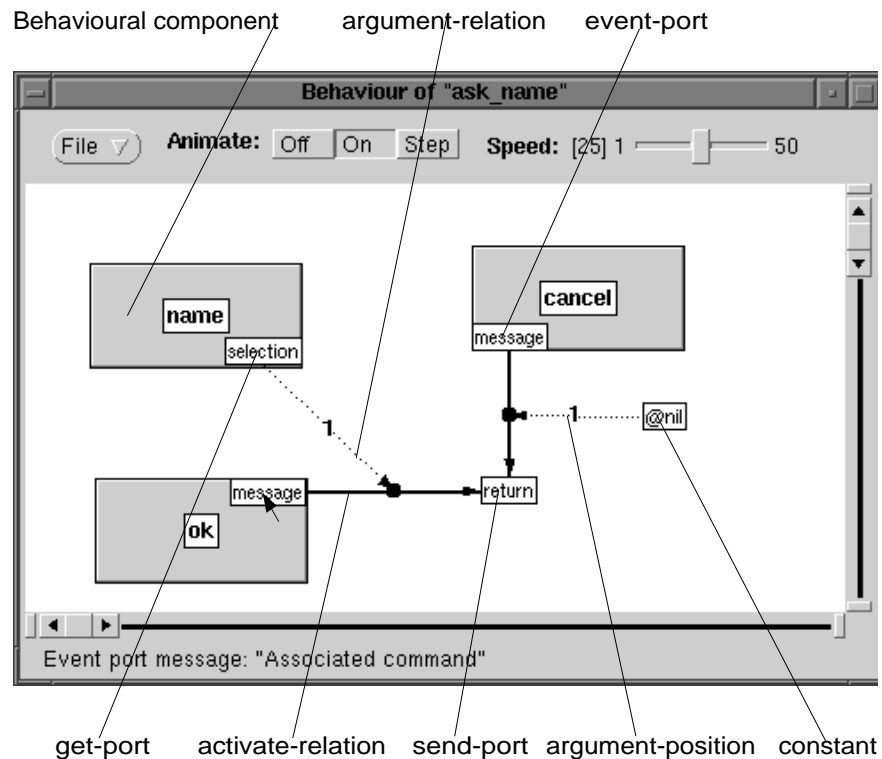 Behavioural component argument-relation event-port
Behaviour of "ask_name"
File Animate: Off On Step Speed: [25] 1 50
name
selection
cancel
message
1
1
@nil
message
return
ok
Event port message: "Associated command"
get-port activate-relation send-port argument-position constant